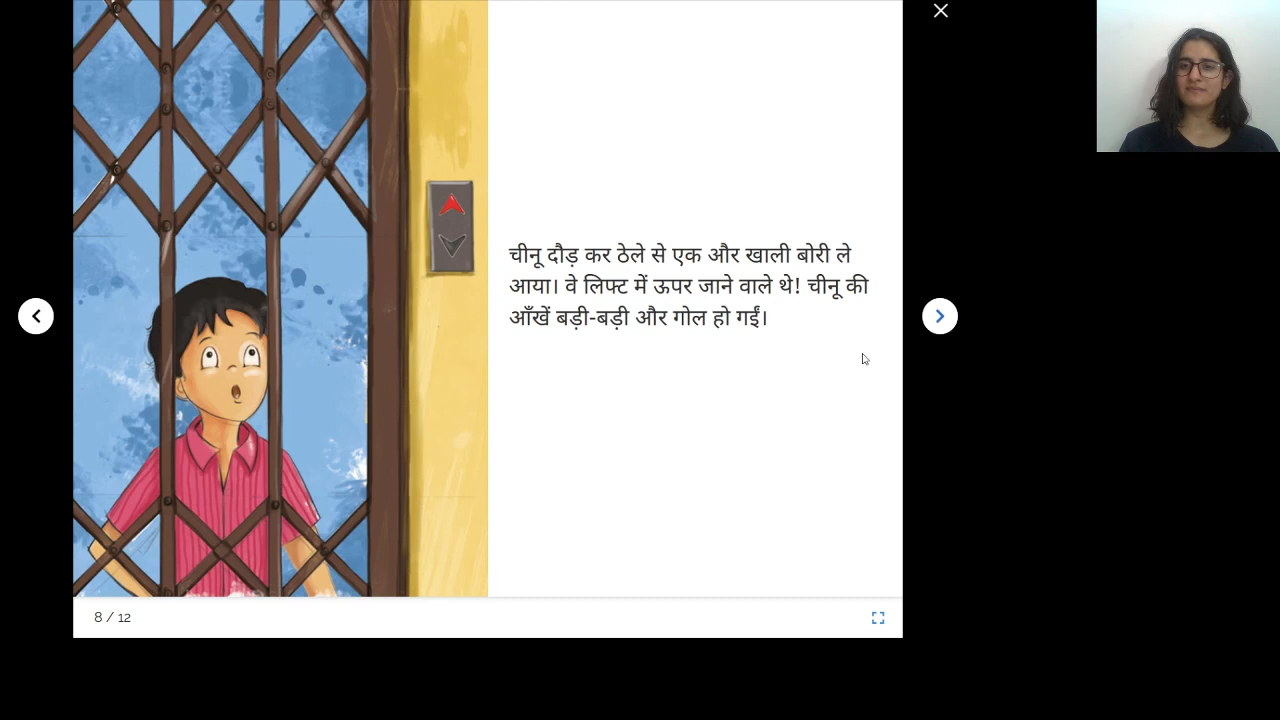 चीनू दौड़ कर ठेले से एक और खाली बोरी ले
आया। वे लिफ्ट में ऊपर जाने वाले थे! चीनू की
आँखें बड़ी-बड़ी और गोल हो गईं।
8 / 12